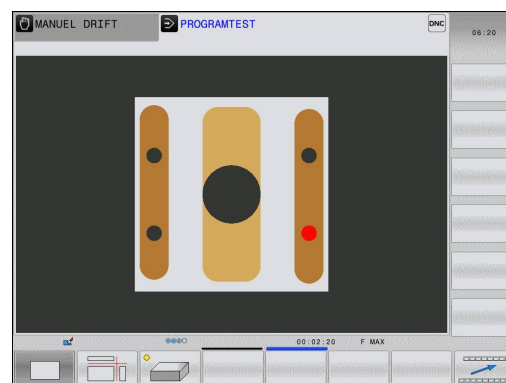 MANUEL DRIFT
PROGRAMTEST
DNC
06:20
00:02:20 F MAX